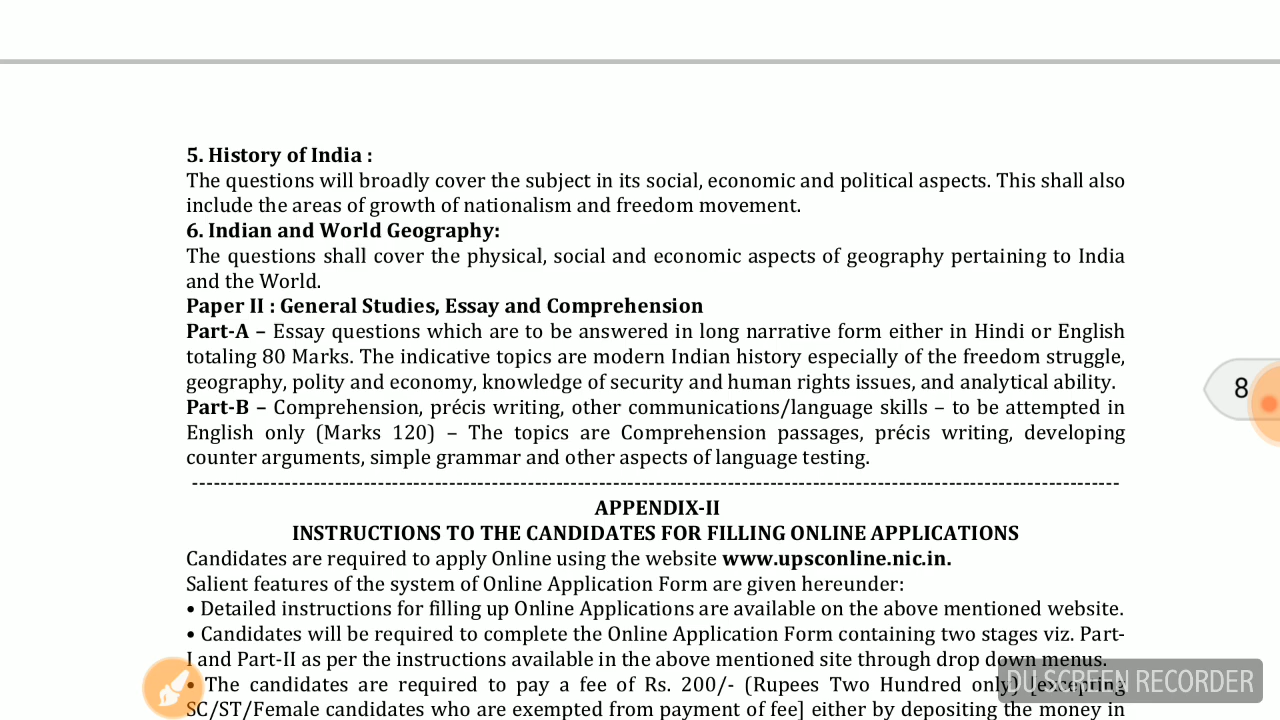 5. History of India :
The questions will broadly cover the subject in its social, economic and political aspects. This shall also
include the areas of growth of nationalism and freedom movement.
6. Indian and World Geography:
The questions shall cover the physical, social and economic aspects of geography pertaining to India
and the World.
Paper II : General Studies, Essay and Comprehension
Part-A – Essay questions which are to be answered in long narrative form either in Hindi or English
totaling 80 Marks. The indicative topics are modern Indian history especially of the freedom struggle,
geography, polity and economy, knowledge of security and human rights issues, and analytical ability.
8
Part-B – Comprehension, précis writing, other communications/language skills – to be attempted in
English only (Marks 120) – The topics are Comprehension passages, précis writing, developing
counter arguments, simple grammar and other aspects of language testing.
----------------------------------------------------------------------------------------------------------------------------------
APPENDIX-II
INSTRUCTIONS TO THE CANDIDATES FOR FILLING ONLINE APPLICATIONS
Candidates are required to apply Online using the website www.upsconline.nic.in.
Salient features of the system of Online Application Form are given hereunder:
• Detailed instructions for filling up Online Applications are available on the above mentioned website.
• Candidates will be required to complete the Online Application Form containing two stages viz. Part-
I and Part-II as per the instructions available in the above mentioned site through drop down menus.
• The candidates are required to pay a fee of Rs. 200/- (Rupees Two Hundred only) [excepting
SC/ST/Female candidates who are exempted from payment of fee] either by depositing the money in
DU SCREEN RECORDER